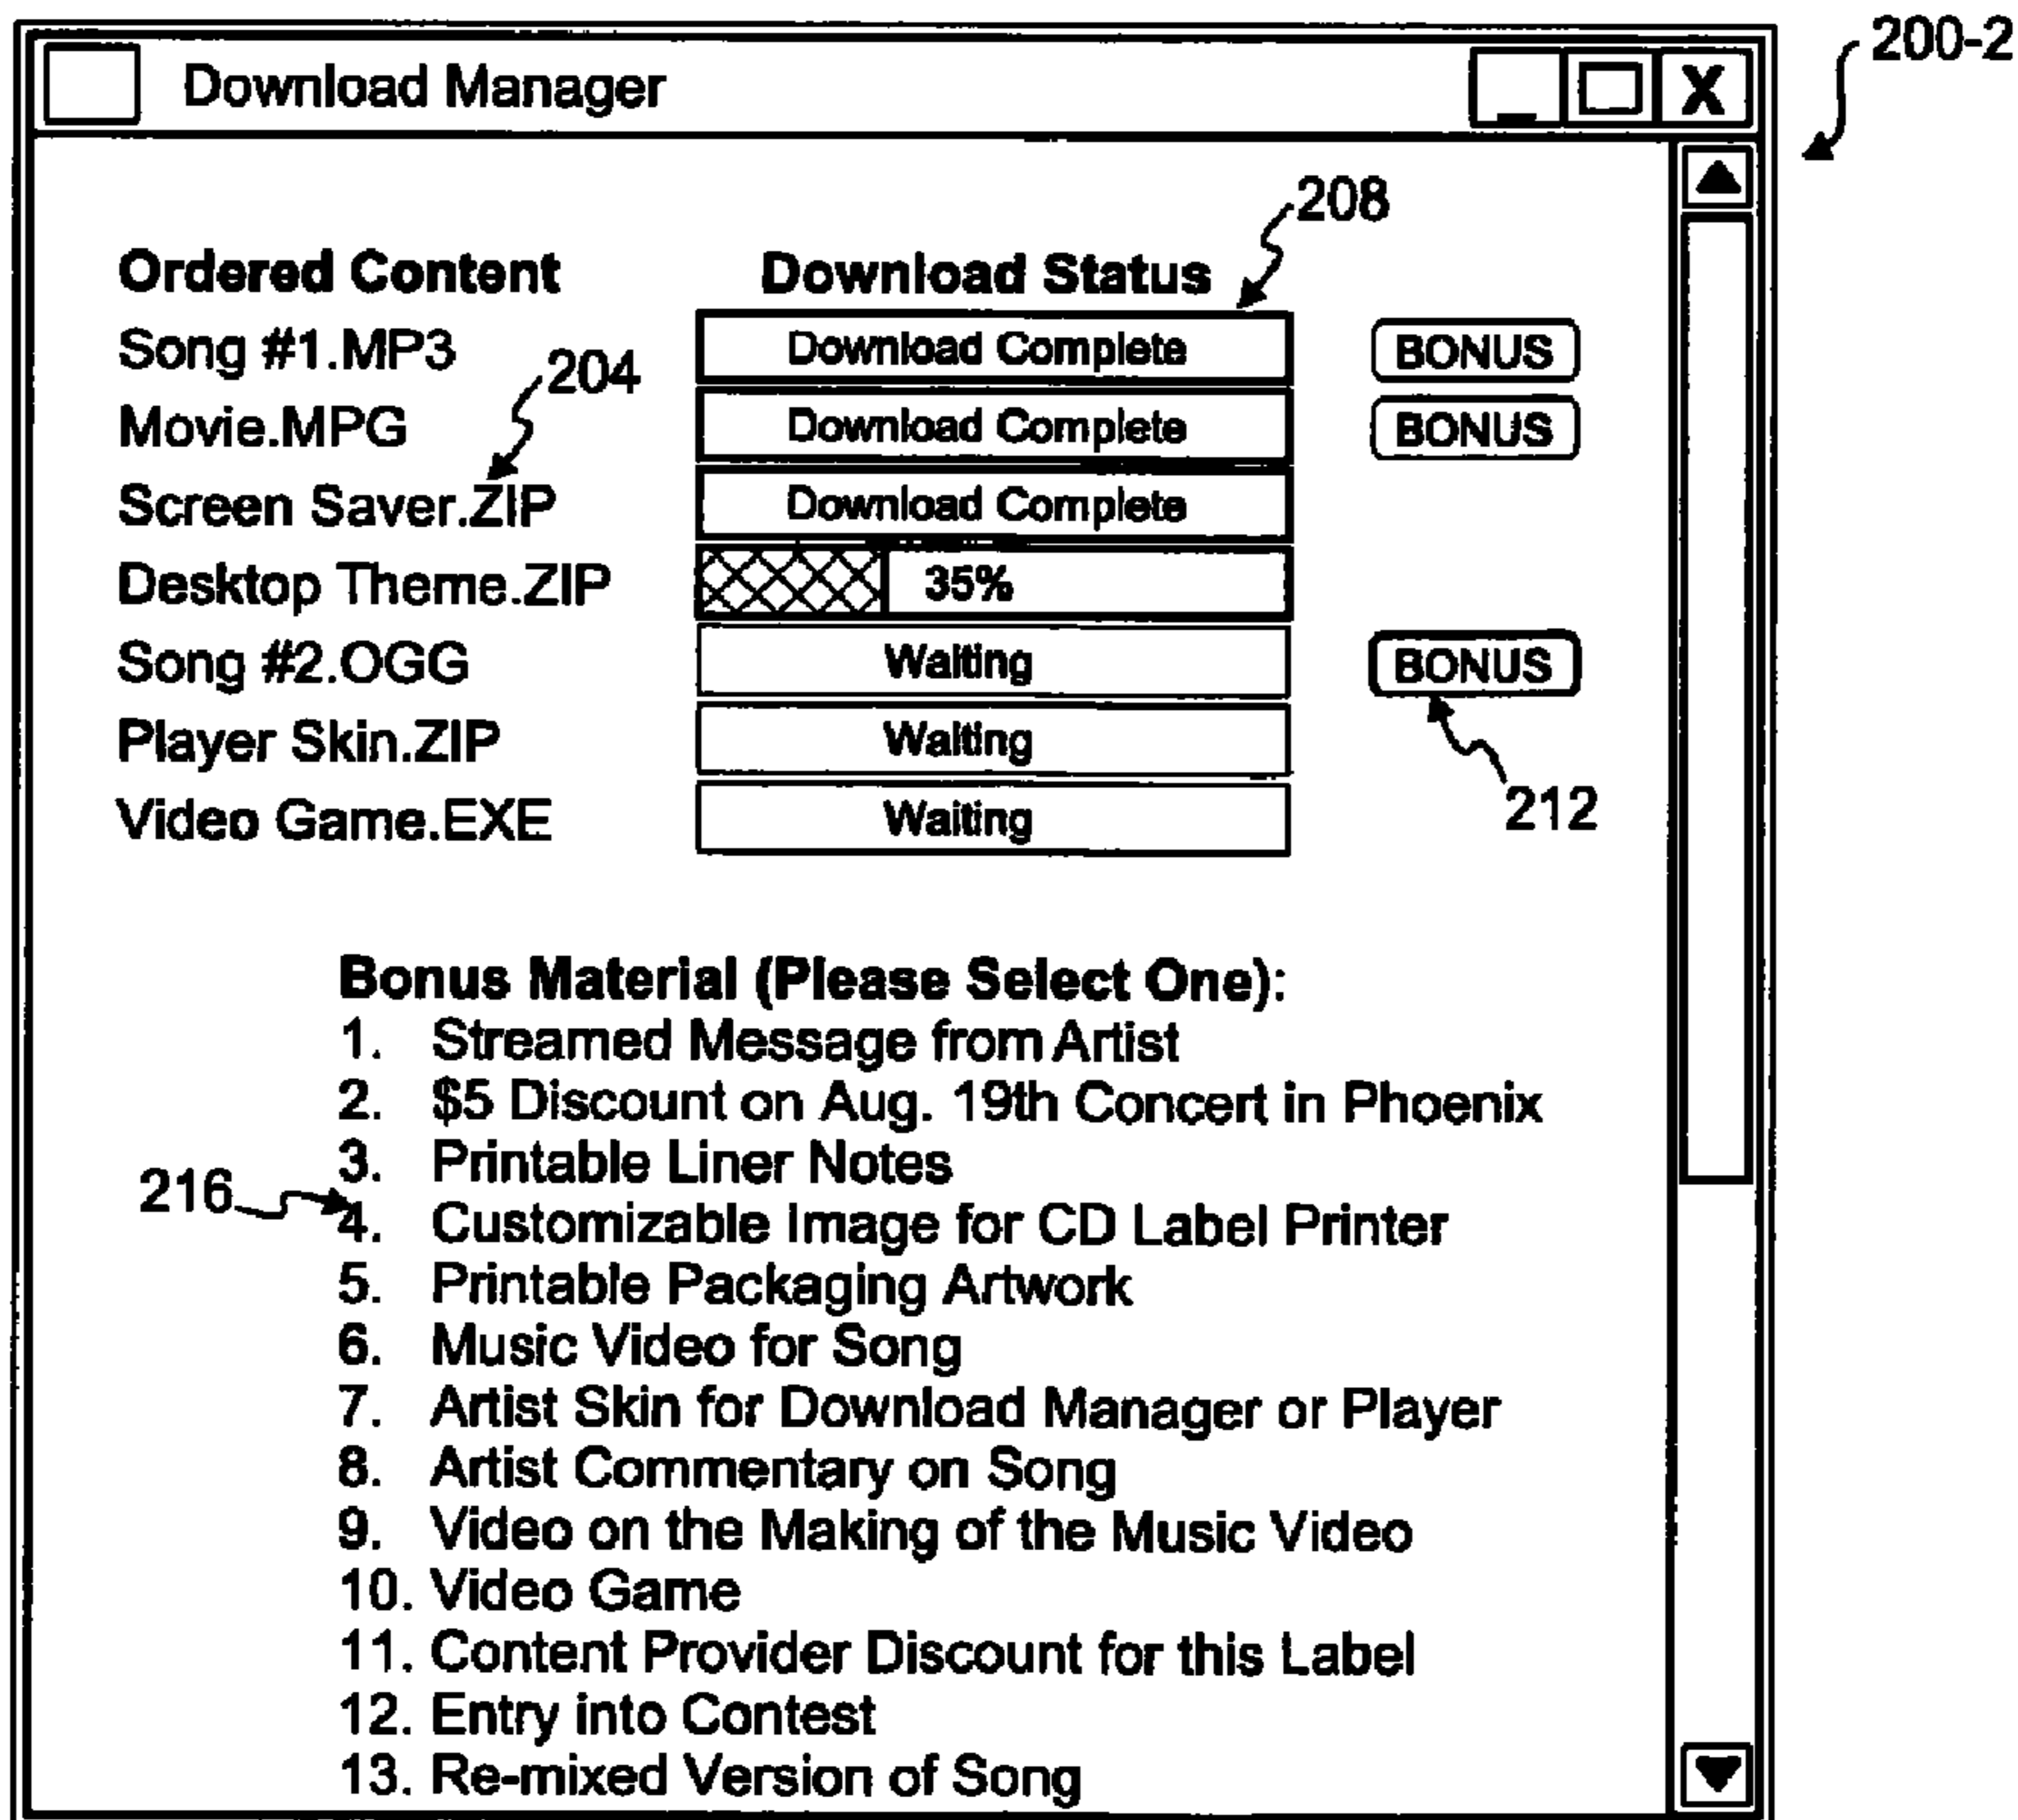 200-2
Download Manager X
208
Ordered Content Download Status
Song #1.MP3 Download Complete BONUS
204
Movie.MPG Download Complete BONUS
Screen Saver.ZIP Download Complete
Desktop Theme.ZIP 35%
Song #2.OGG Waiting BONUS
Player Skin.ZIP Waiting
Video Game.EXE Waiting
212
Bonus Material (Please Select One):
1. Streamed Message from Artist
2. $5 Discount on Aug. 19th Concert in Phoenix
3. Printable Liner Notes
216
4. Customizable Image for CD Label Printer
5. Printable Packaging Artwork
6. Music Video for Song
7. Artist Skin for Download Manager or Player
8. Artist Commentary on Song
9. Video on the Making of the Music Video
10. Video Game
11. Content Provider Discount for this Label
12. Entry into Contest
13. Re-mixed Version of Song